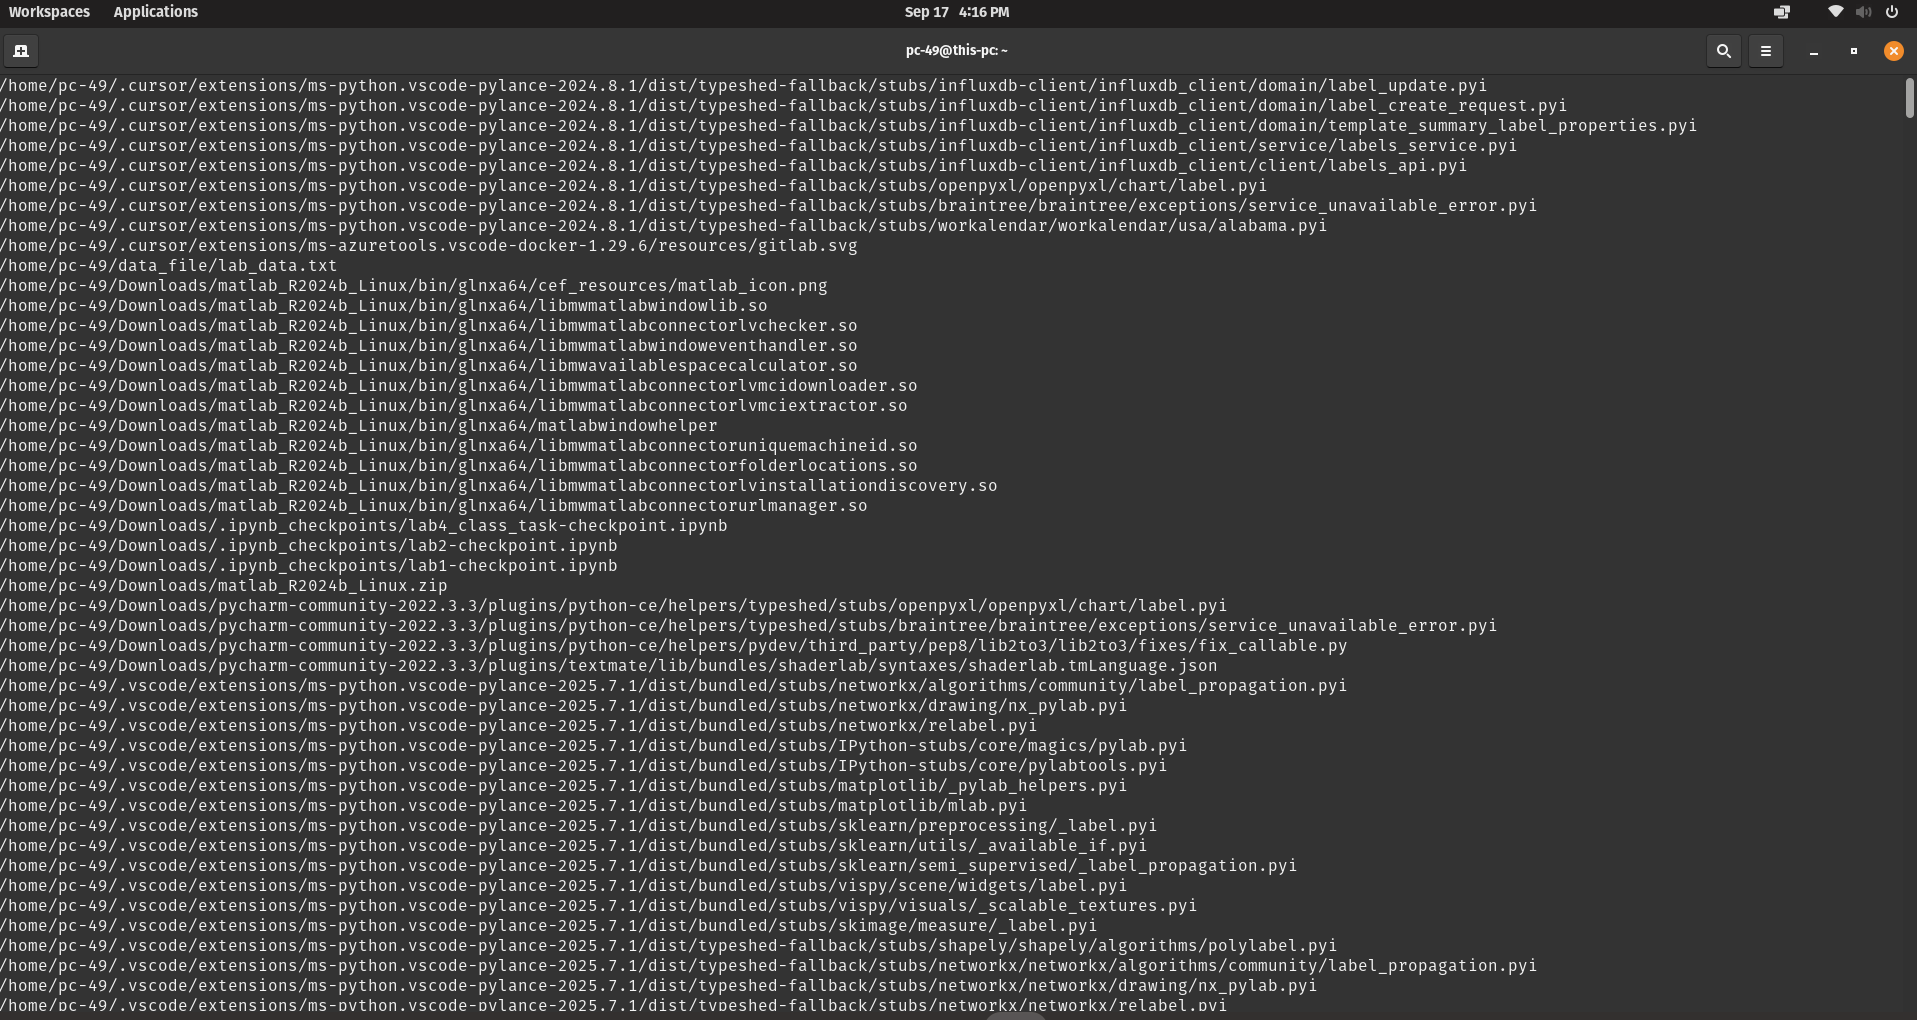 Workspaces Applications Sep 17 4:16 PM
pc-49@this-pc: ~
/home/pc-49/.cursor/extensions/ms-python.vscode-pylance-2024.8.1/dist/typeshed-fallback/stubs/influxdb-client/influxdb_client/domain/label_update.pyi
/home/pc-49/.cursor/extensions/ms-python.vscode-pylance-2024.8.1/dist/typeshed-fallback/stubs/influxdb-client/influxdb_client/domain/label_create_request.pyi
/home/pc-49/.cursor/extensions/ms-python.vscode-pylance-2024.8.1/dist/typeshed-fallback/stubs/influxdb-client/influxdb_client/domain/template_summary_label_properties.pyi
/home/pc-49/.cursor/extensions/ms-python.vscode-pylance-2024.8.1/dist/typeshed-fallback/stubs/influxdb-client/influxdb_client/service/labels_service.pyi
/home/pc-49/.cursor/extensions/ms-python.vscode-pylance-2024.8.1/dist/typeshed-fallback/stubs/influxdb-client/influxdb_client/client/labels_api.pyi
/home/pc-49/.cursor/extensions/ms-python.vscode-pylance-2024.8.1/dist/typeshed-fallback/stubs/openpyxl/openpyxl/chart/label.pyi
/home/pc-49/.cursor/extensions/ms-python.vscode-pylance-2024.8.1/dist/typeshed-fallback/stubs/braintree/braintree/exceptions/service_unavailable_error.pyi
/home/pc-49/.cursor/extensions/ms-python.vscode-pylance-2024.8.1/dist/typeshed-fallback/stubs/workalendar/workalendar/usa/alabama.pyi
/home/pc-49/.cursor/extensions/ms-azuretools.vscode-docker-1.29.6/resources/gitlab.svg
/home/pc-49/data_file/lab_data.txt
/home/pc-49/Downloads/matlab_R2024b_Linux/bin/glnxa64/cef_resources/matlab_icon.png
/home/pc-49/Downloads/matlab_R2024b_Linux/bin/glnxa64/libmwmatlabwindowlib.so
/home/pc-49/Downloads/matlab_R2024b_Linux/bin/glnxa64/libmwmatlabconnectorlvchecker.so
/home/pc-49/Downloads/matlab_R2024b_Linux/bin/glnxa64/libmwmatlabwindoweventhandler.so
/home/pc-49/Downloads/matlab_R2024b_Linux/bin/glnxa64/libmwavailablespacecalculator.so
/home/pc-49/Downloads/matlab_R2024b_Linux/bin/glnxa64/libmwmatlabconnectorlvmcidownloader.so
/home/pc-49/Downloads/matlab_R2024b_Linux/bin/glnxa64/libmwmatlabconnectorlvmciextractor.so
/home/pc-49/Downloads/matlab_R2024b_Linux/bin/glnxa64/matlabwindowhelper
/home/pc-49/Downloads/matlab_R2024b_Linux/bin/glnxa64/libmwmatlabconnectoruniquemachineid.so
/home/pc-49/Downloads/matlab_R2024b_Linux/bin/glnxa64/libmwmatlabconnectorfolderlocations.so
/home/pc-49/Downloads/matlab_R2024b_Linux/bin/glnxa64/libmwmatlabconnectorlvinstallationdiscovery.so
/home/pc-49/Downloads/matlab_R2024b_Linux/bin/glnxa64/libmwmatlabconnectorurlmanager.so
/home/pc-49/Downloads/.ipynb_checkpoints/lab4_class_task-checkpoint.ipynb
/home/pc-49/Downloads/.ipynb_checkpoints/lab2-checkpoint.ipynb
/home/pc-49/Downloads/.ipynb_checkpoints/lab1-checkpoint.ipynb
/home/pc-49/Downloads/matlab_R2024b_Linux.zip
/home/pc-49/Downloads/pycharm-community-2022.3.3/plugins/python-ce/helpers/typeshed/stubs/openpyxl/openpyxl/chart/label.pyi
/home/pc-49/Downloads/pycharm-community-2022.3.3/plugins/python-ce/helpers/typeshed/stubs/braintree/braintree/exceptions/service_unavailable_error.pyi
/home/pc-49/Downloads/pycharm-community-2022.3.3/plugins/python-ce/helpers/pydev/third_party/pep8/lib2to3/lib2to3/fixes/fix_callable.py
/home/pc-49/Downloads/pycharm-community-2022.3.3/plugins/textmate/lib/bundles/shaderlab/syntaxes/shaderlab.tmLanguage.json
/home/pc-49/.vscode/extensions/ms-python.vscode-pylance-2025.7.1/dist/bundled/stubs/networkx/algorithms/community/label_propagation.pyi
/home/pc-49/.vscode/extensions/ms-python.vscode-pylance-2025.7.1/dist/bundled/stubs/networkx/drawing/nx_pylab.pyi
/home/pc-49/.vscode/extensions/ms-python.vscode-pylance-2025.7.1/dist/bundled/stubs/networkx/relabel.pyi
/home/pc-49/.vscode/extensions/ms-python.vscode-pylance-2025.7.1/dist/bundled/stubs/IPython-stubs/core/magics/pylab.pyi
/home/pc-49/.vscode/extensions/ms-python.vscode-pylance-2025.7.1/dist/bundled/stubs/IPython-stubs/core/pylabtools.pyi
/home/pc-49/.vscode/extensions/ms-python.vscode-pylance-2025.7.1/dist/bundled/stubs/matplotlib/_pylab_helpers.pyi
/home/pc-49/.vscode/extensions/ms-python.vscode-pylance-2025.7.1/dist/bundled/stubs/matplotlib/mlab.pyi
/home/pc-49/.vscode/extensions/ms-python.vscode-pylance-2025.7.1/dist/bundled/stubs/sklearn/preprocessing/_label.pyi
/home/pc-49/.vscode/extensions/ms-python.vscode-pylance-2025.7.1/dist/bundled/stubs/sklearn/utils/_available_if.pyi
/home/pc-49/.vscode/extensions/ms-python.vscode-pylance-2025.7.1/dist/bundled/stubs/sklearn/semi_supervised/_label_propagation.pyi
/home/pc-49/.vscode/extensions/ms-python.vscode-pylance-2025.7.1/dist/bundled/stubs/vispy/scene/widgets/label.pyi
/home/pc-49/.vscode/extensions/ms-python.vscode-pylance-2025.7.1/dist/bundled/stubs/vispy/visuals/_scalable_textures.pyi
/home/pc-49/.vscode/extensions/ms-python.vscode-pylance-2025.7.1/dist/bundled/stubs/skimage/measure/_label.pyi
/home/pc-49/.vscode/extensions/ms-python.vscode-pylance-2025.7.1/dist/typeshed-fallback/stubs/shapely/shapely/algorithms/polylabel.pyi
/home/pc-49/.vscode/extensions/ms-python.vscode-pylance-2025.7.1/dist/typeshed-fallback/stubs/networkx/networkx/algorithms/community/label_propagation.pyi
/home/pc-49/.vscode/extensions/ms-python.vscode-pylance-2025.7.1/dist/typeshed-fallback/stubs/networkx/networkx/drawing/nx_pylab.pyi
/home/pc-49/.vscode/extensions/ms-python.vscode-pylance-2025.7.1/dist/typeshed-fallback/stubs/networkx/networkx/relabel.pyi